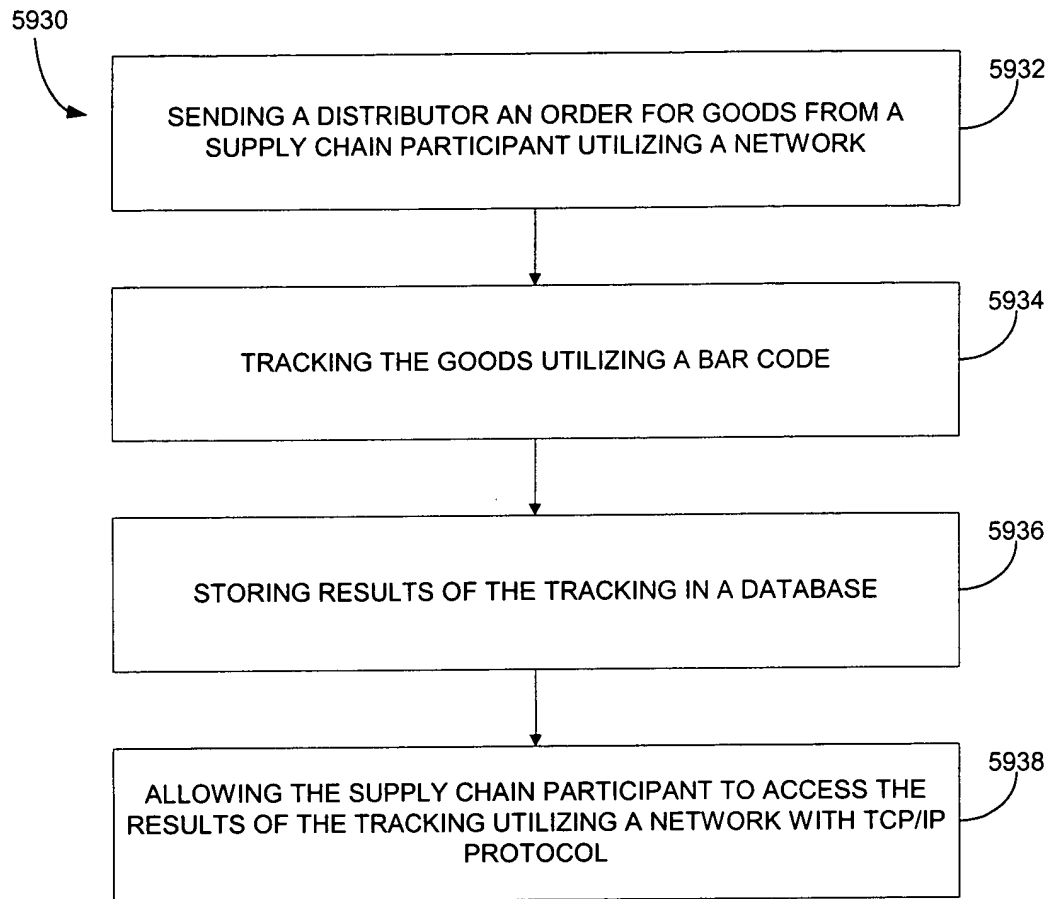 5930
5932
SENDING A DISTRIBUTOR AN ORDER FOR GOODS FROM A
SUPPLY CHAIN PARTICIPANT UTILIZING A NETWORK
5934
TRACKING THE GOODS UTILIZING A BAR CODE
5936
STORING RESULTS OF THE TRACKING IN A DATABASE
5938
ALLOWING THE SUPPLY CHAIN PARTICIPANT TO ACCESS THE
RESULTS OF THE TRACKING UTILIZING A NETWORK WITH TCP/IP
PROTOCOL